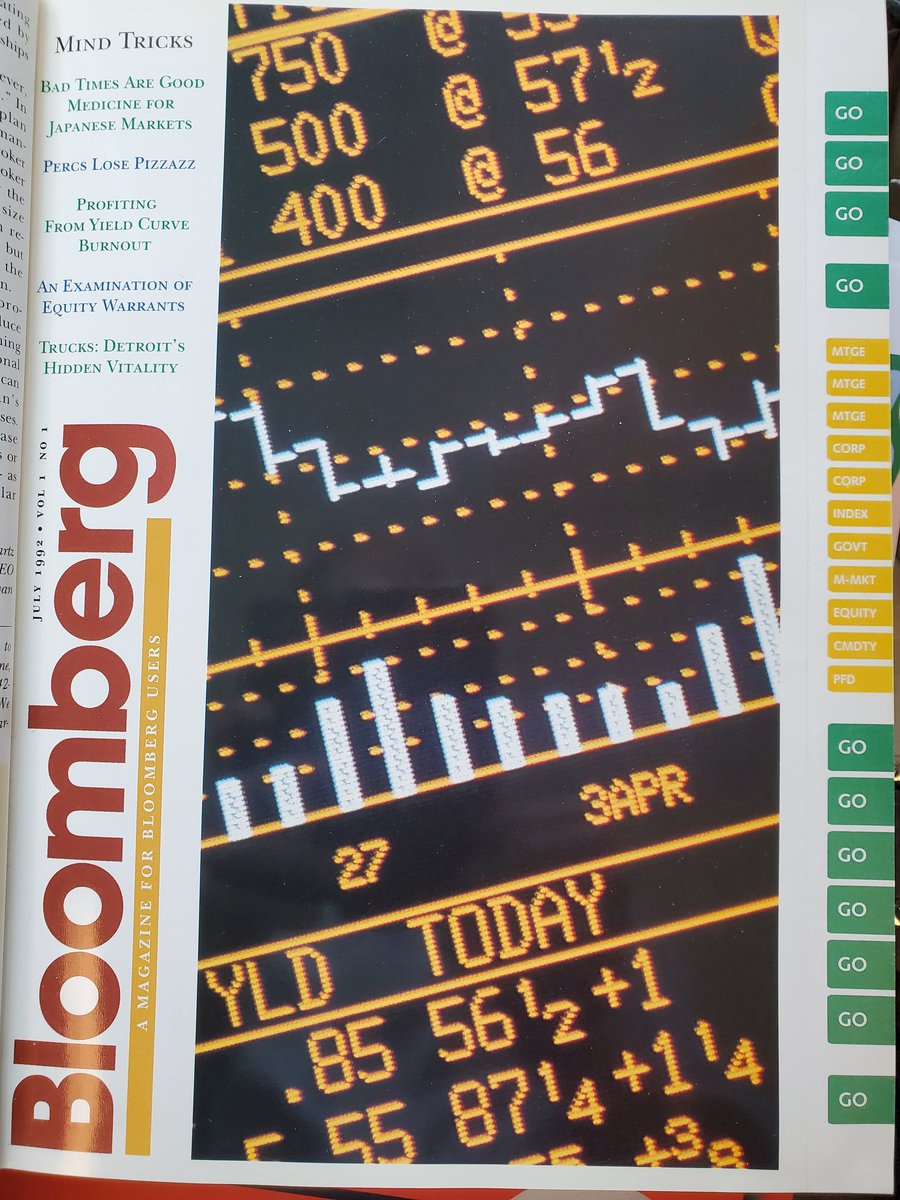 MIND TRICKS
BAD TIMES ARE GOOD
MEDICINE FOR
JAPANESE MARKETS
PERCS LOSE PIZZAZZ
PROFITING
FROM YIELD CURVE
BURNOUT
AN EXAMINATION OF
EQUITY WARRANTS
TRUCKS: DETROIT'S
HIDDEN VITALITY
JULY 1992 • VOL 1 NO 1
Bloomberg
A MAGAZINE FOR BLOOMBERG USERS
750 @
500 @ 57½
400 @ 56
27 3APR
YLD TODAY
.85 56½ +1
55 87¼ +1¼
GO
GO
GO
GO
MTGE
MTGE
MTGE
CORP
CORP
INDEX
GOVT
M-MKT
EQUITY
CMDTY
PFD
GO
GO
GO
GO
GO
GO
GO